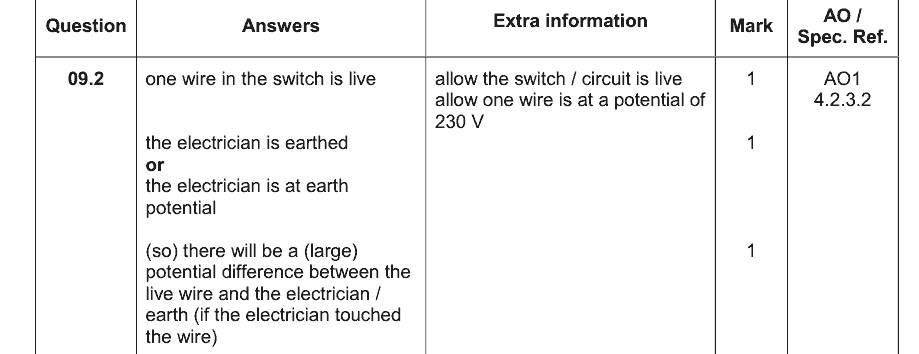 Question Answers Extra information Mark AO /
Spec. Ref.
09.2 one wire in the switch is live allow the switch / circuit is live 1 AO1
allow one wire is at a potential of 4.2.3.2
230 V
the electrician is earthed 1
or
the electrician is at earth
potential
(so) there will be a (large) 1
potential difference between the
live wire and the electrician /
earth (if the electrician touched
the wire)